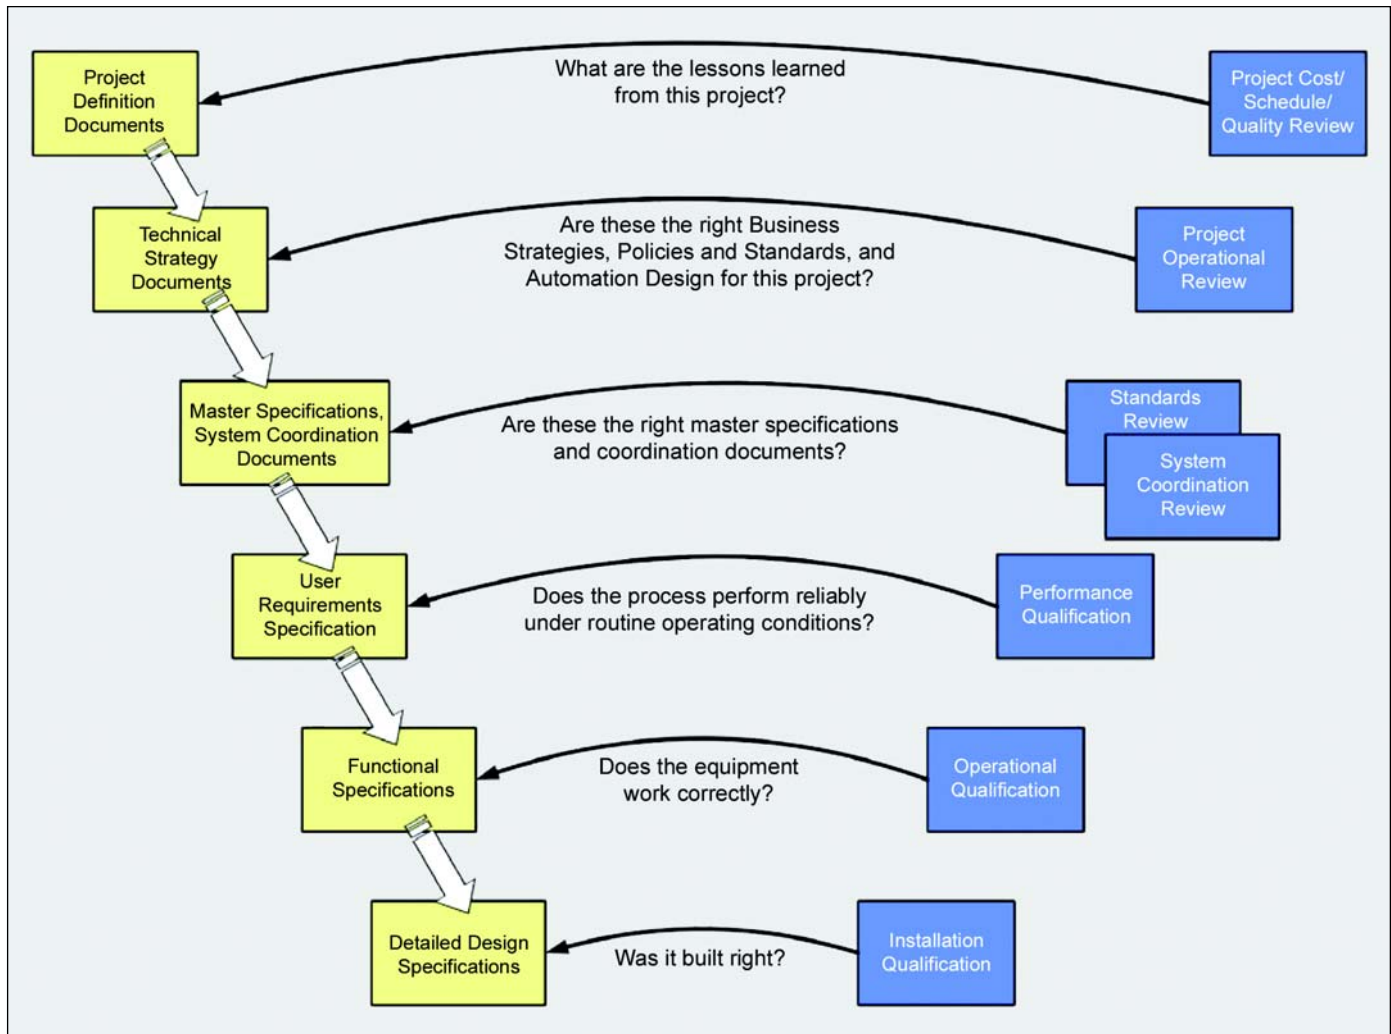 Project
Definition
Documents
What are the lessons learned
from this project?
Project Cost/
Schedule/
Quality Review
Technical
Strategy
Documents
Are these the right Business
Strategies, Policies and Standards, and
Automation Design for this project?
Project
Operational
Review
Master Specifications,
System Coordination
Documents
Are these the right master specifications
and coordination documents?
Standards
Review
System
Coordination
Review
User
Requirements
Specification
Does the process perform reliably
under routine operating conditions?
Performance
Qualification
Functional
Specifications
Does the equipment
work correctly?
Operational
Qualification
Detailed Design
Specifications
Was it built right?
Installation
Qualification